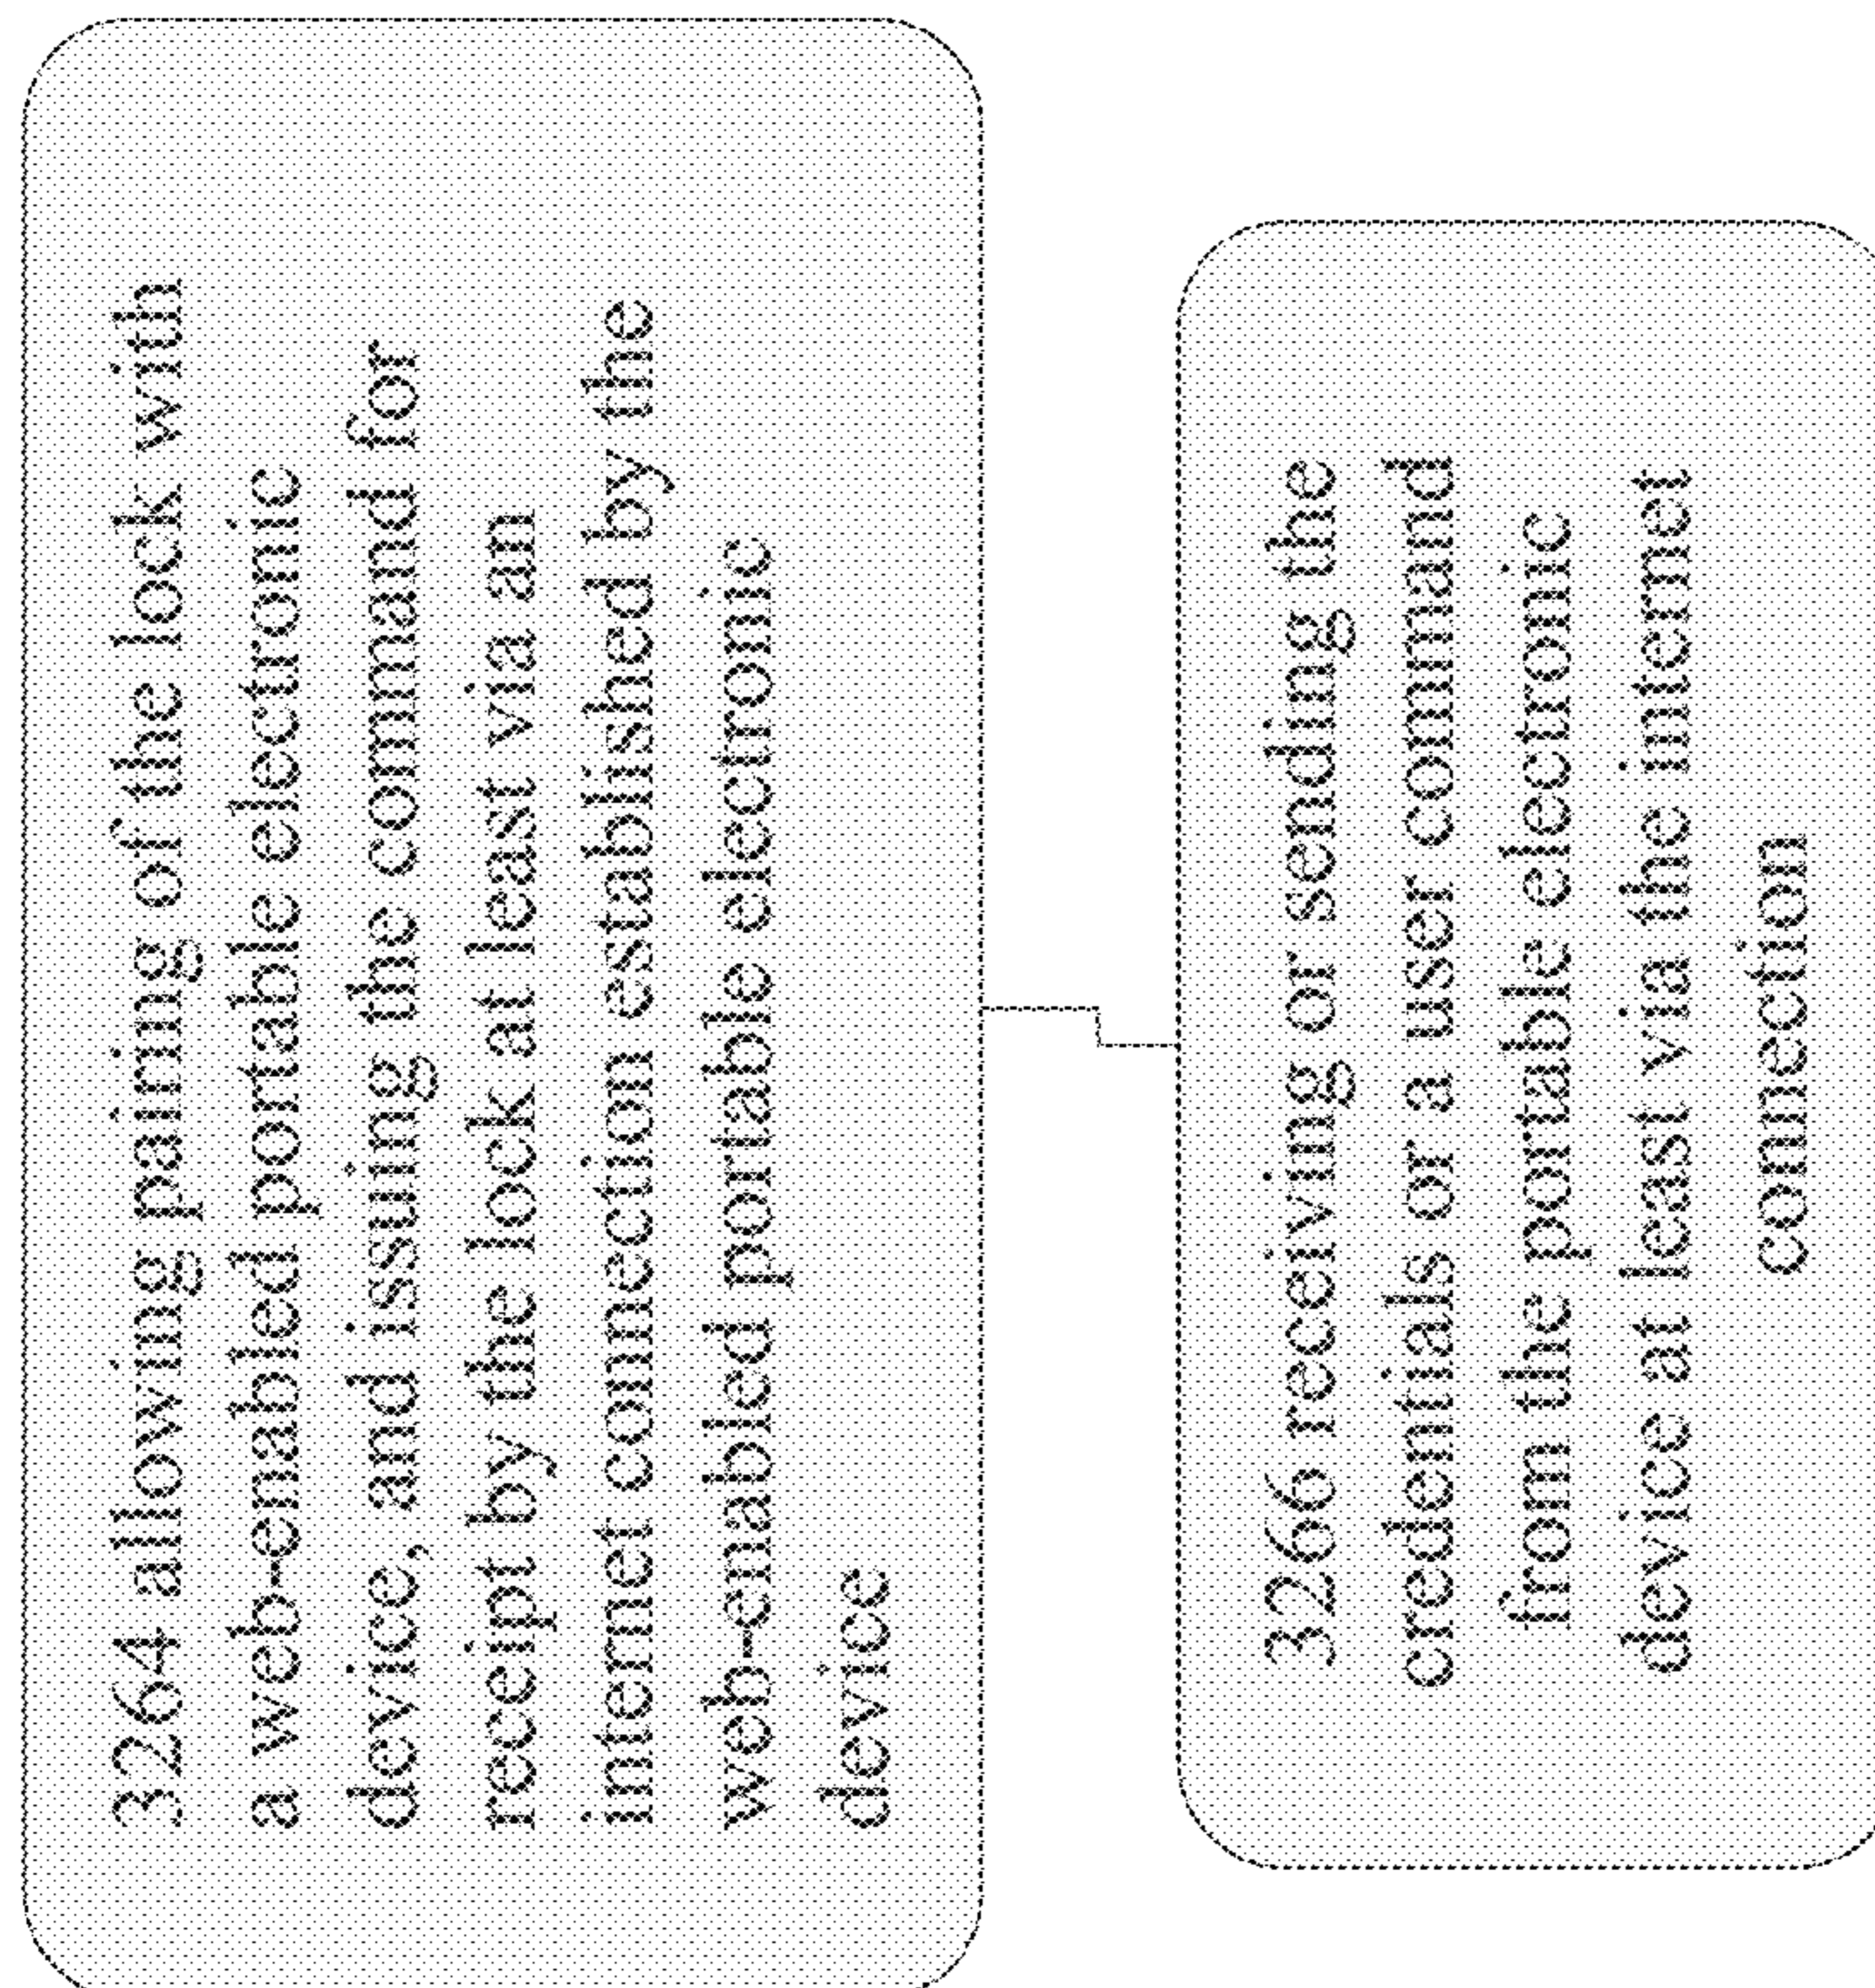 3264 allowing pairing of the lock with
a web-enabled portable electronic
device, and issuing the command for
receipt by the lock at least via an
internet connection established by the
web-enabled portable electronic
device
3266 receiving or sending the
credentials or a user command
from the portable electronic
device at least via the internet
connection